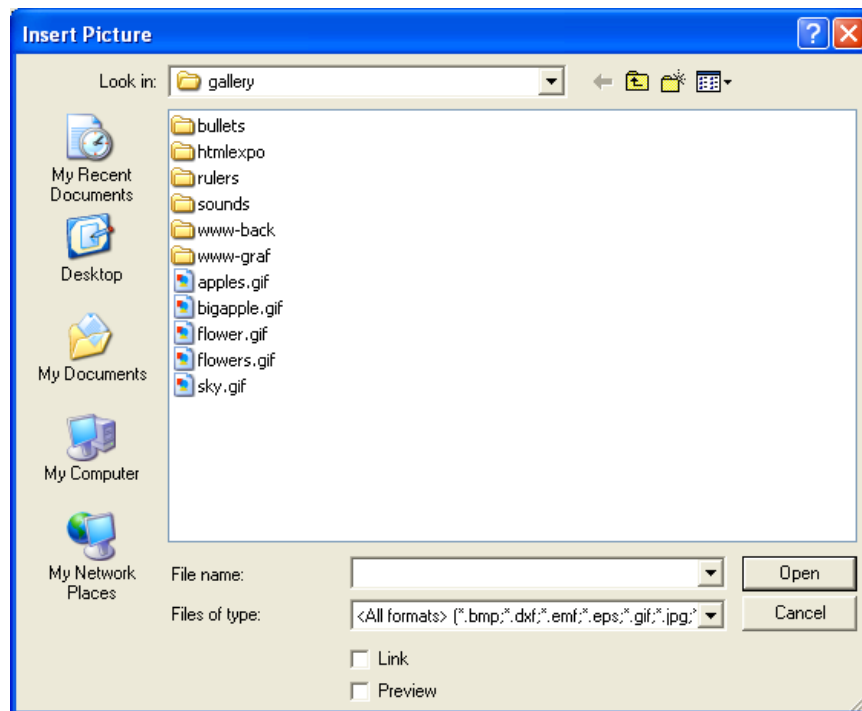 Insert Picture
Look in:
gallery
My Recent
Documents
Desktop
My Documents
My Computer
My Network
Places
bullets
htmlexpo
rulers
sounds
www-back
www-graf
apples.gif
bigapple.gif
flower.gif
flowers.gif
sky.gif
File name:
Open
Files of type:
<All formats> (*.bmp;*.dxf;*.emf;*.eps;*.gif;*.jpg;*
Cancel
Link
Preview